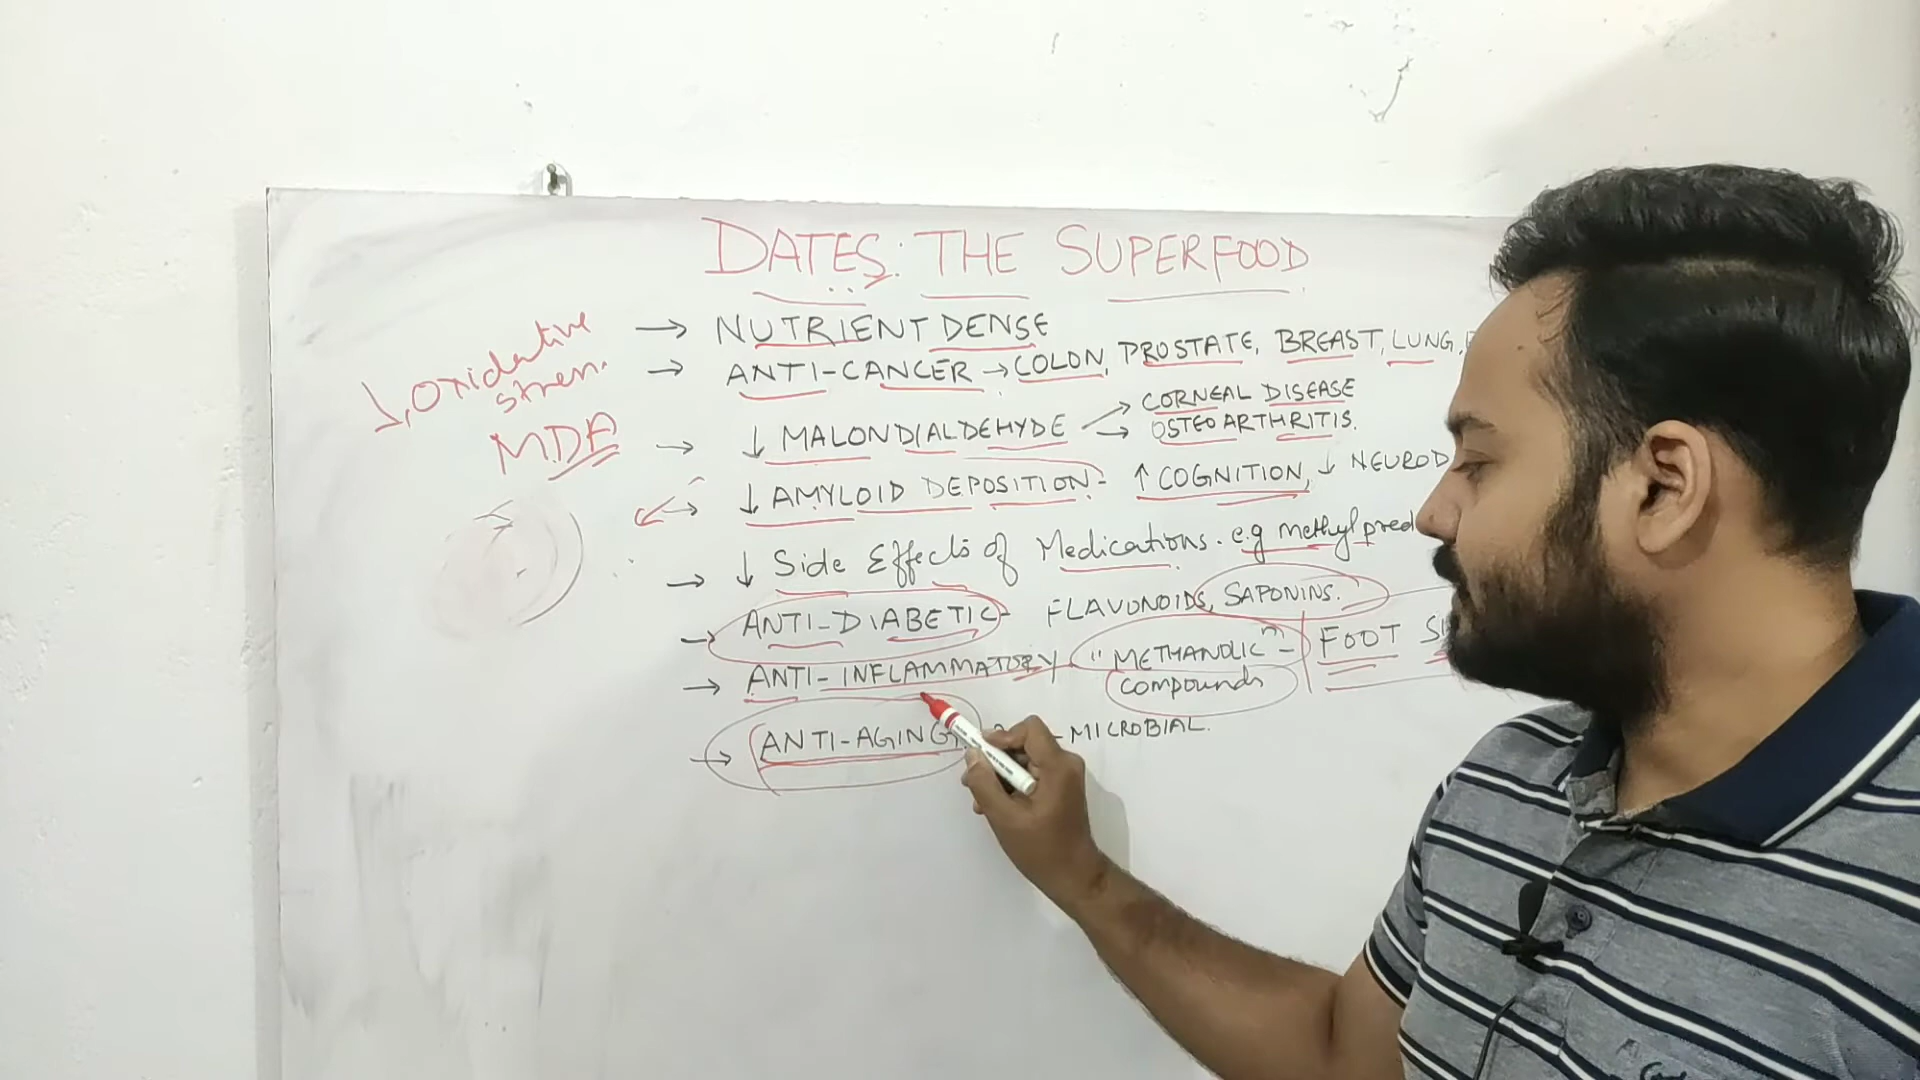 DATES: THE SUPERFOOD
↓ oxidative
stress.
MDA
→ NUTRIENT DENSE
→ ANTI-CANCER → COLON, PROSTATE, BREAST, LUNG,
→ ↓ MALONDIALDEHYDE → CORNEAL DISEASE
→ OSTEOARTHRITIS.
→ ↓ AMYLOID DEPOSITION - ↑ COGNITION, ↓ NEUROD
→ ↓ Side Effects of Medications. e.g methylpred
→ ANTI-DIABETIC - FLAVONOIDS, SAPONINS.
→ ANTI-INFLAMMATORY - "METHANOLIC" - FOOT
compounds
→ ANTI-AGING, -MICROBIAL.